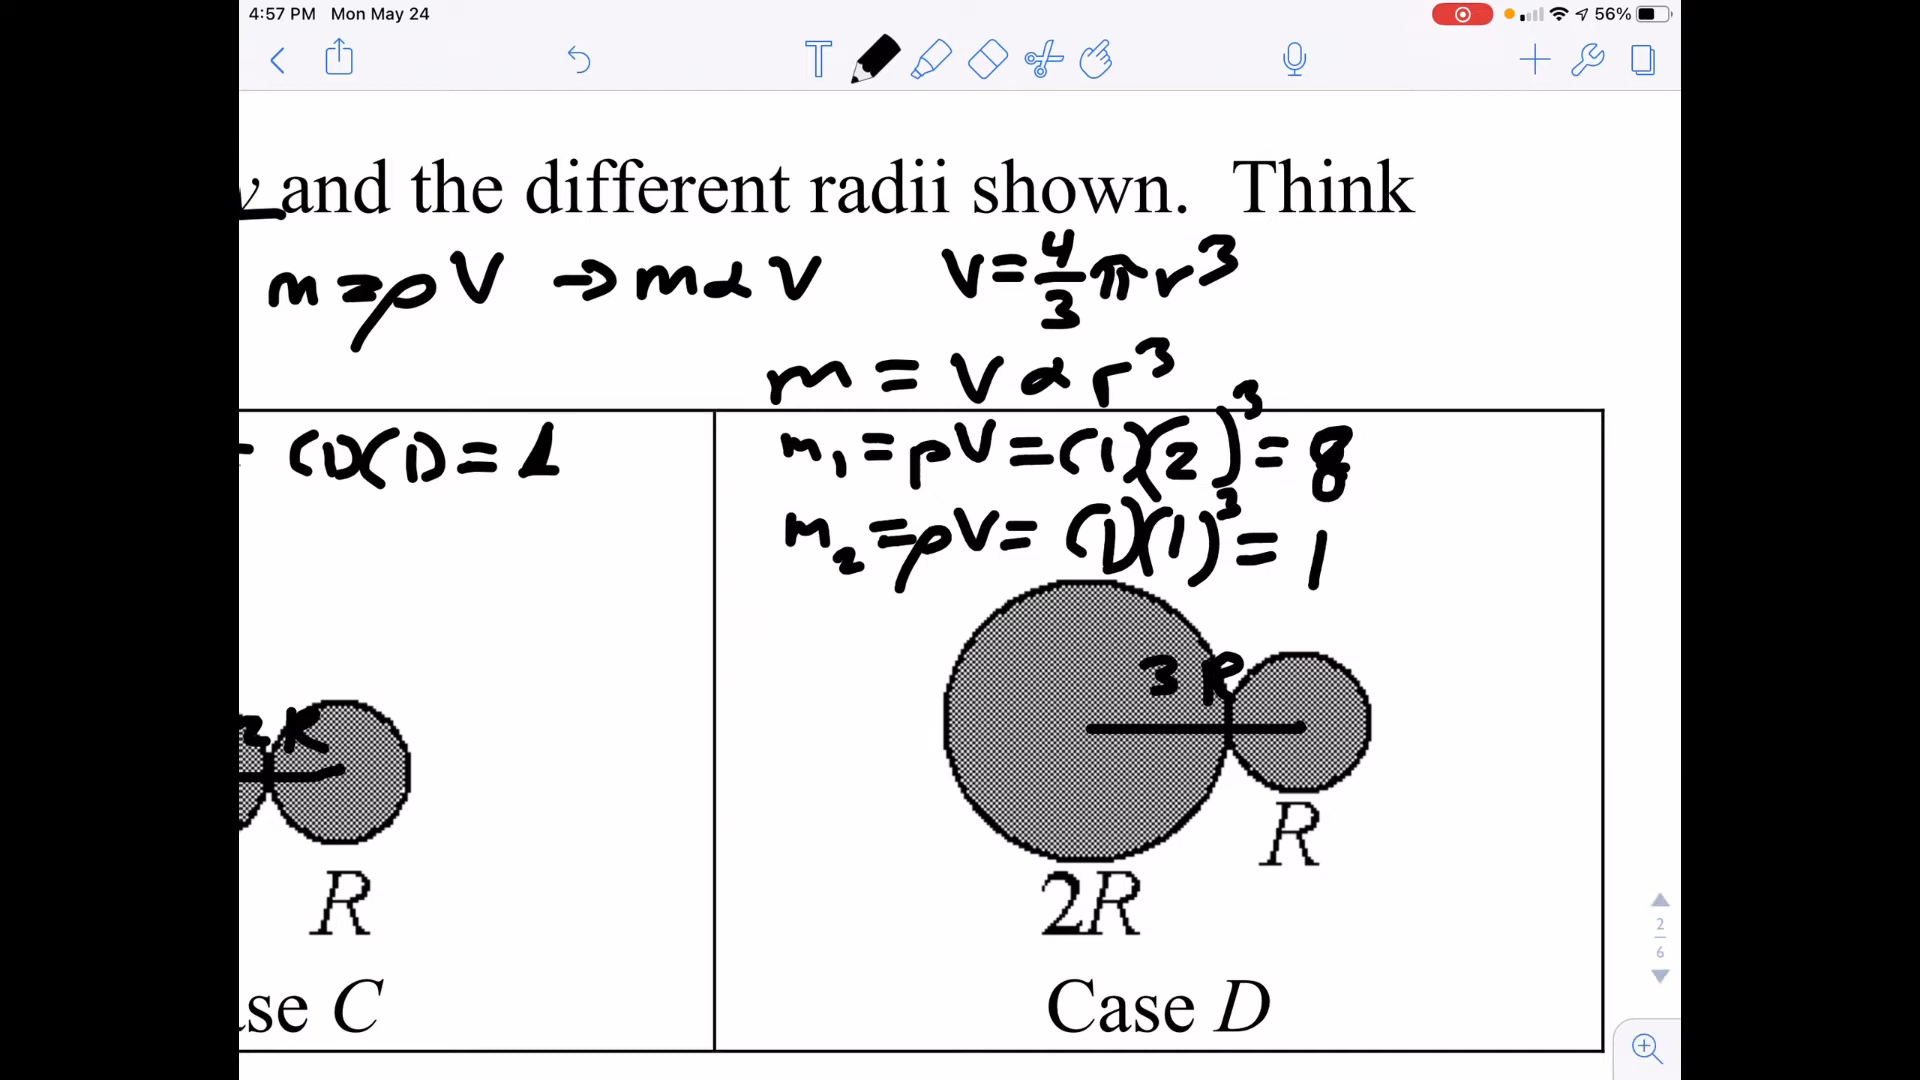 4:57 PM Mon May 24
56%
T
and the different radii shown. Think
m = ρV → m ∝ V V = 4/3 πr³
m = V ∝ r³
= (1)(1) = 1
m₁ = ρV = (1)(2)³ = 8
m₂ = ρV = (1)(1)³ = 1
2R
3R
R
R
2R
se C
Case D
2
6